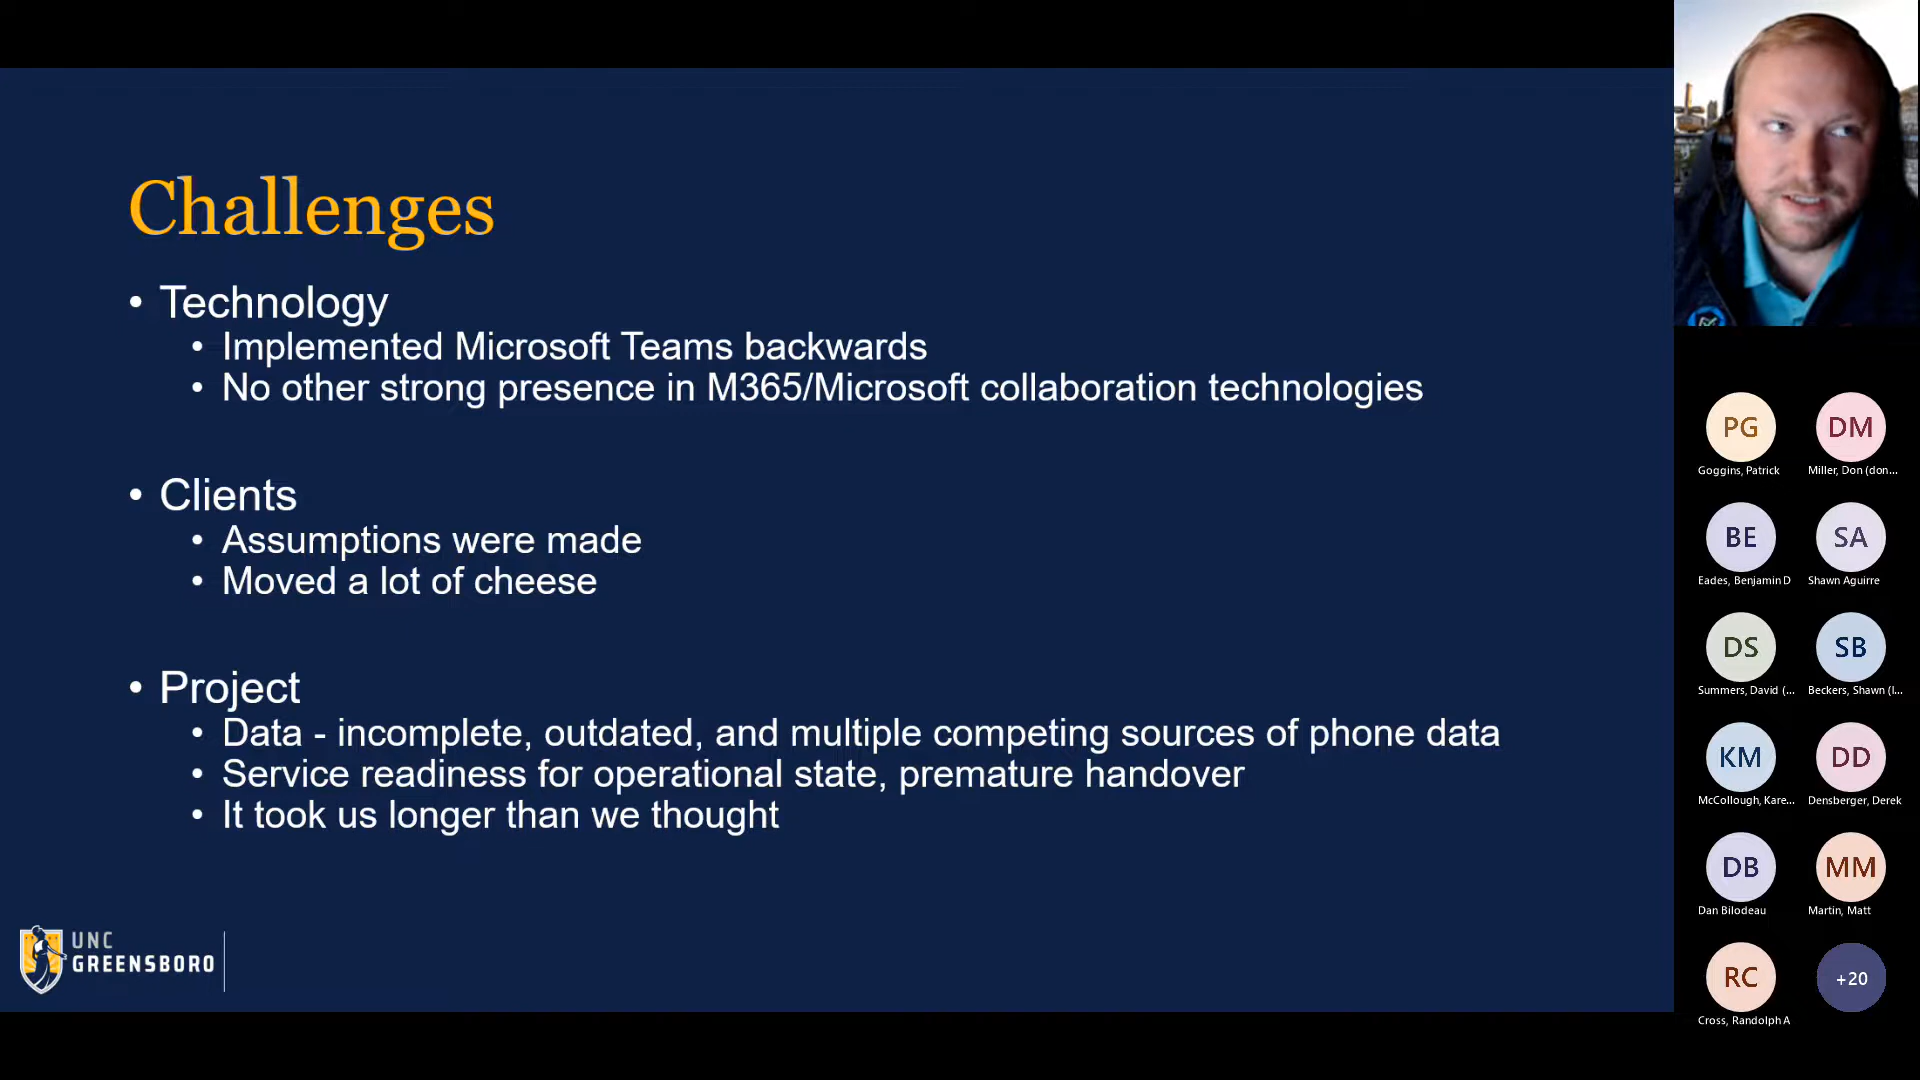 Challenges
• Technology
• Implemented Microsoft Teams backwards
• No other strong presence in M365/Microsoft collaboration technologies
• Clients
• Assumptions were made
• Moved a lot of cheese
• Project
• Data - incomplete, outdated, and multiple competing sources of phone data
• Service readiness for operational state, premature handover
• It took us longer than we thought
UNC
GREENSBORO
PG DM
Goggins, Patrick Miller, Don (don...
BE SA
Eades, Benjamin D Shawn Aguirre
DS SB
Summers, David (... Beckers, Shawn (I...
KM DD
McCollough, Kare... Densberger, Derek
DB MM
Dan Bilodeau Martin, Matt
RC +20
Cross, Randolph A